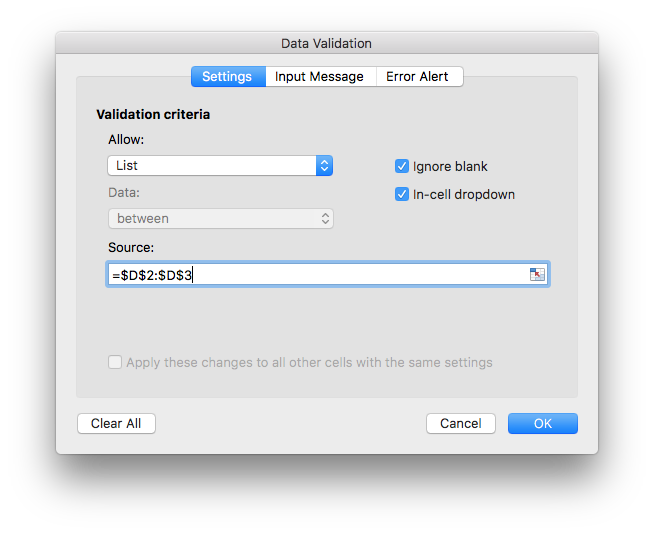 Data Validation
Settings Input Message Error Alert
Validation criteria
Allow:
List
Ignore blank
Data:
In-cell dropdown
between
Source:
=$D$2:$D$3
Apply these changes to all other cells with the same settings
Clear All Cancel OK